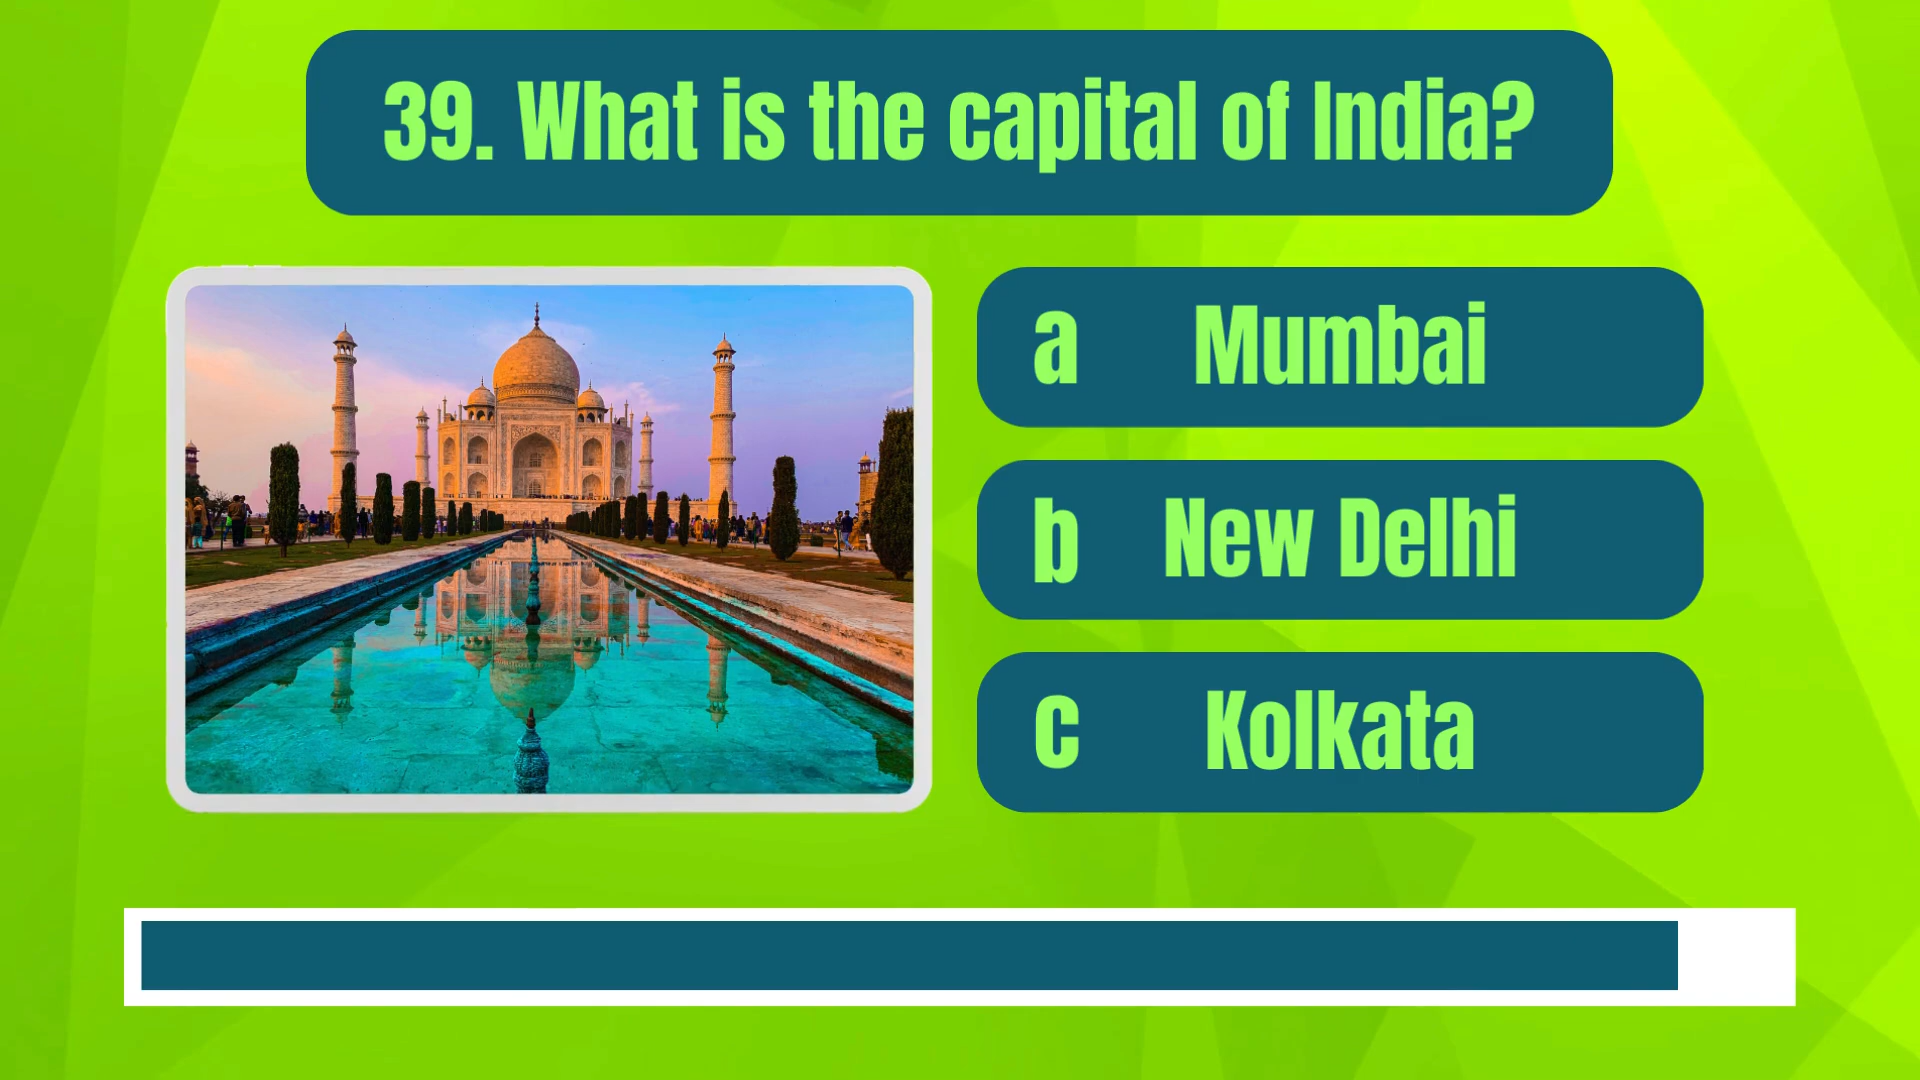 39. What is the capital of India?
a Mumbai
b New Delhi
c Kolkata